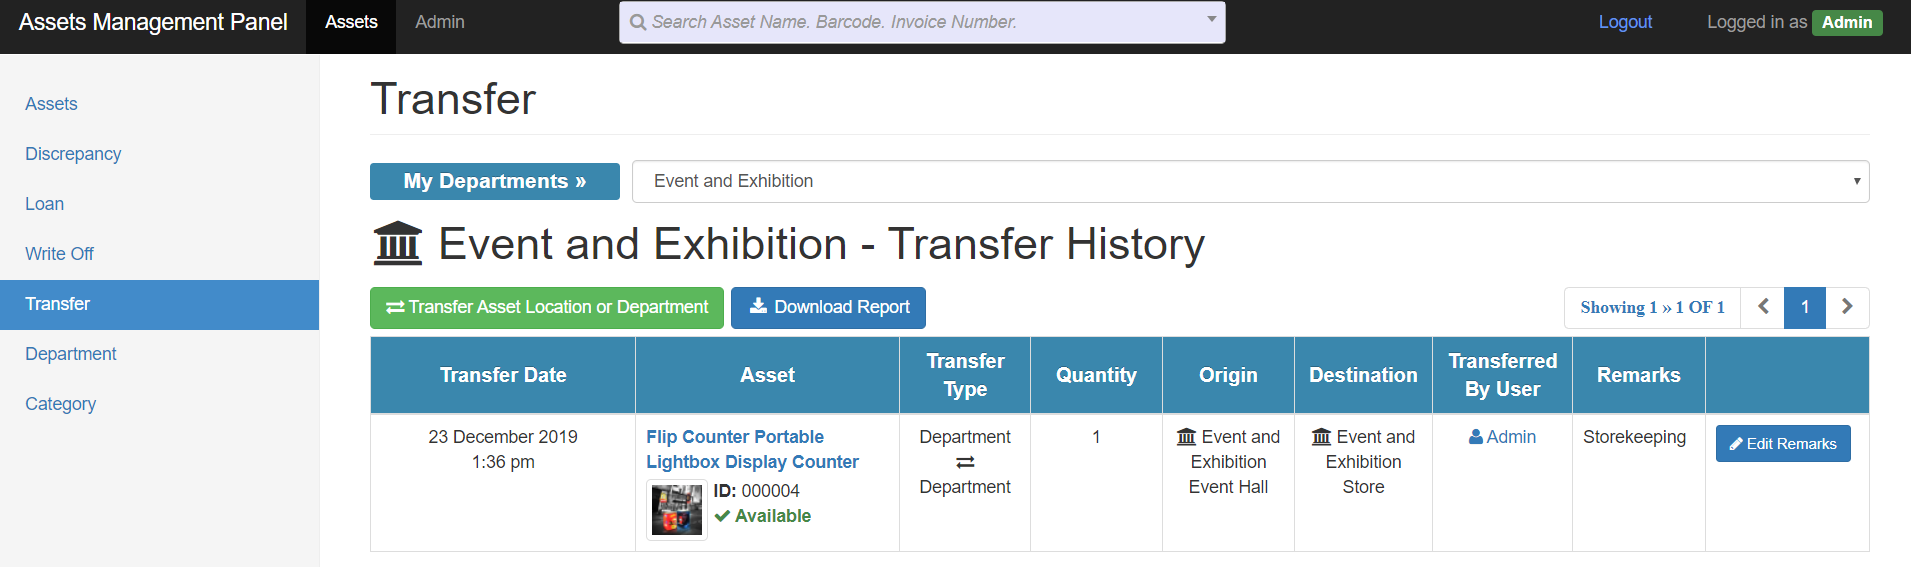 Assets Management Panel Assets Admin Search Asset Name. Barcode. Invoice Number. Logout Logged in as Admin
Assets
Discrepancy
Loan
Write Off
Transfer
Department
Category
Transfer
My Departments » Event and Exhibition
Event and Exhibition - Transfer History
Transfer Asset Location or Department Download Report Showing 1 » 1 OF 1 1
Transfer Date Asset Transfer Type Quantity Origin Destination Transferred By User Remarks
23 December 2019
1:36 pm
Flip Counter Portable
Lightbox Display Counter
ID: 000004
Available
Department
Department
1
Event and
Exhibition
Event Hall
Event and
Exhibition
Store
Admin
Storekeeping
Edit Remarks